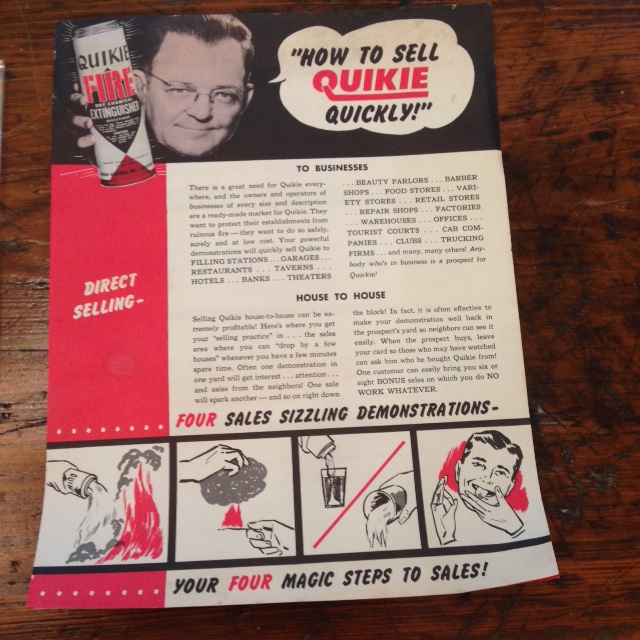 QUIKIE
FIRE
DRY CHEMICAL
EXTINGUISHER
"HOW TO SELL
QUIKIE
QUICKLY!"
TO BUSINESSES
There is a great need for Quikie every-
where, and the owners and operators of
businesses of every size and description
are a ready-made market for Quikie. They
want to protect their establishments from
ruinous fire — they want to do so safely,
surely and at low cost. Your powerful
demonstrations will quickly sell Quikie to
FILLING STATIONS . . . GARAGES . . .
RESTAURANTS . . . TAVERNS . . .
HOTELS . . . BANKS . . . THEATERS
. . . BEAUTY PARLORS . . . BARBER
SHOPS . . . FOOD STORES . . . VARI-
ETY STORES . . . RETAIL STORES
. . . REPAIR SHOPS . . . FACTORIES
. . . WAREHOUSES . . . OFFICES . . .
TOURIST COURTS . . . CAB COM-
PANIES . . . CLUBS . . . TRUCKING
FIRMS . . . and many, many others! Any-
body who's in business is a prospect for
Quickie!
DIRECT
SELLING-
HOUSE TO HOUSE
Selling Quikie house-to-house can be ex-
tremely profitable! Here's where you get
your "selling practice" in . . . the sales
area where you can "drop by a few
houses" whenever you have a few minutes
spare time. Often one demonstration in
one yard will get interest . . . attention . . .
and sales from the neighbors! One sale
will spark another — and so on right down
the block! In fact, it is often effective to
make your demonstration well back in
the prospect's yard so neighbors can see it
easily. When the prospect buys, leave
your card so those who may have watched
can ask him who he bought Quikie from!
One customer can easily bring you six or
eight BONUS sales on which you do NO
WORK WHATEVER.
FOUR SALES SIZZLING DEMONSTRATIONS-
YOUR FOUR MAGIC STEPS TO SALES!